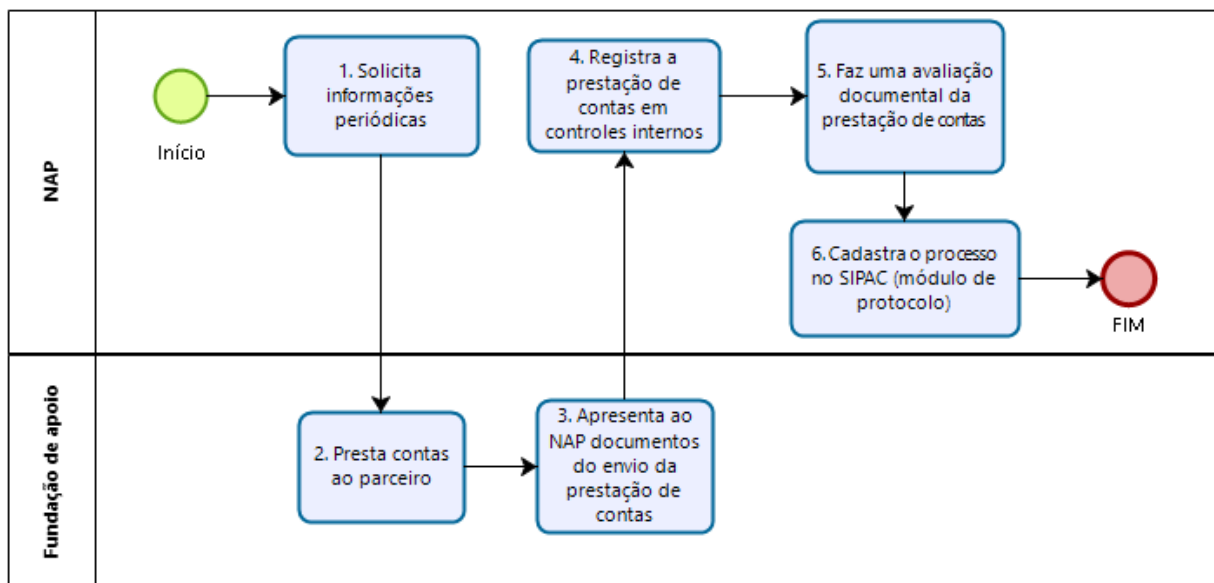 NAP
Início
1. Solicita
informações
periódicas
4. Registra a
prestação de
contas em
controles internos
5. Faz uma avaliação
documental da
prestação de contas
6. Cadastra o processo
no SIPAC (módulo de
protocolo)
FIM
Fundação de apoio
2. Presta contas
ao parceiro
3. Apresenta ao
NAP documentos
do envio da
prestação de
contas